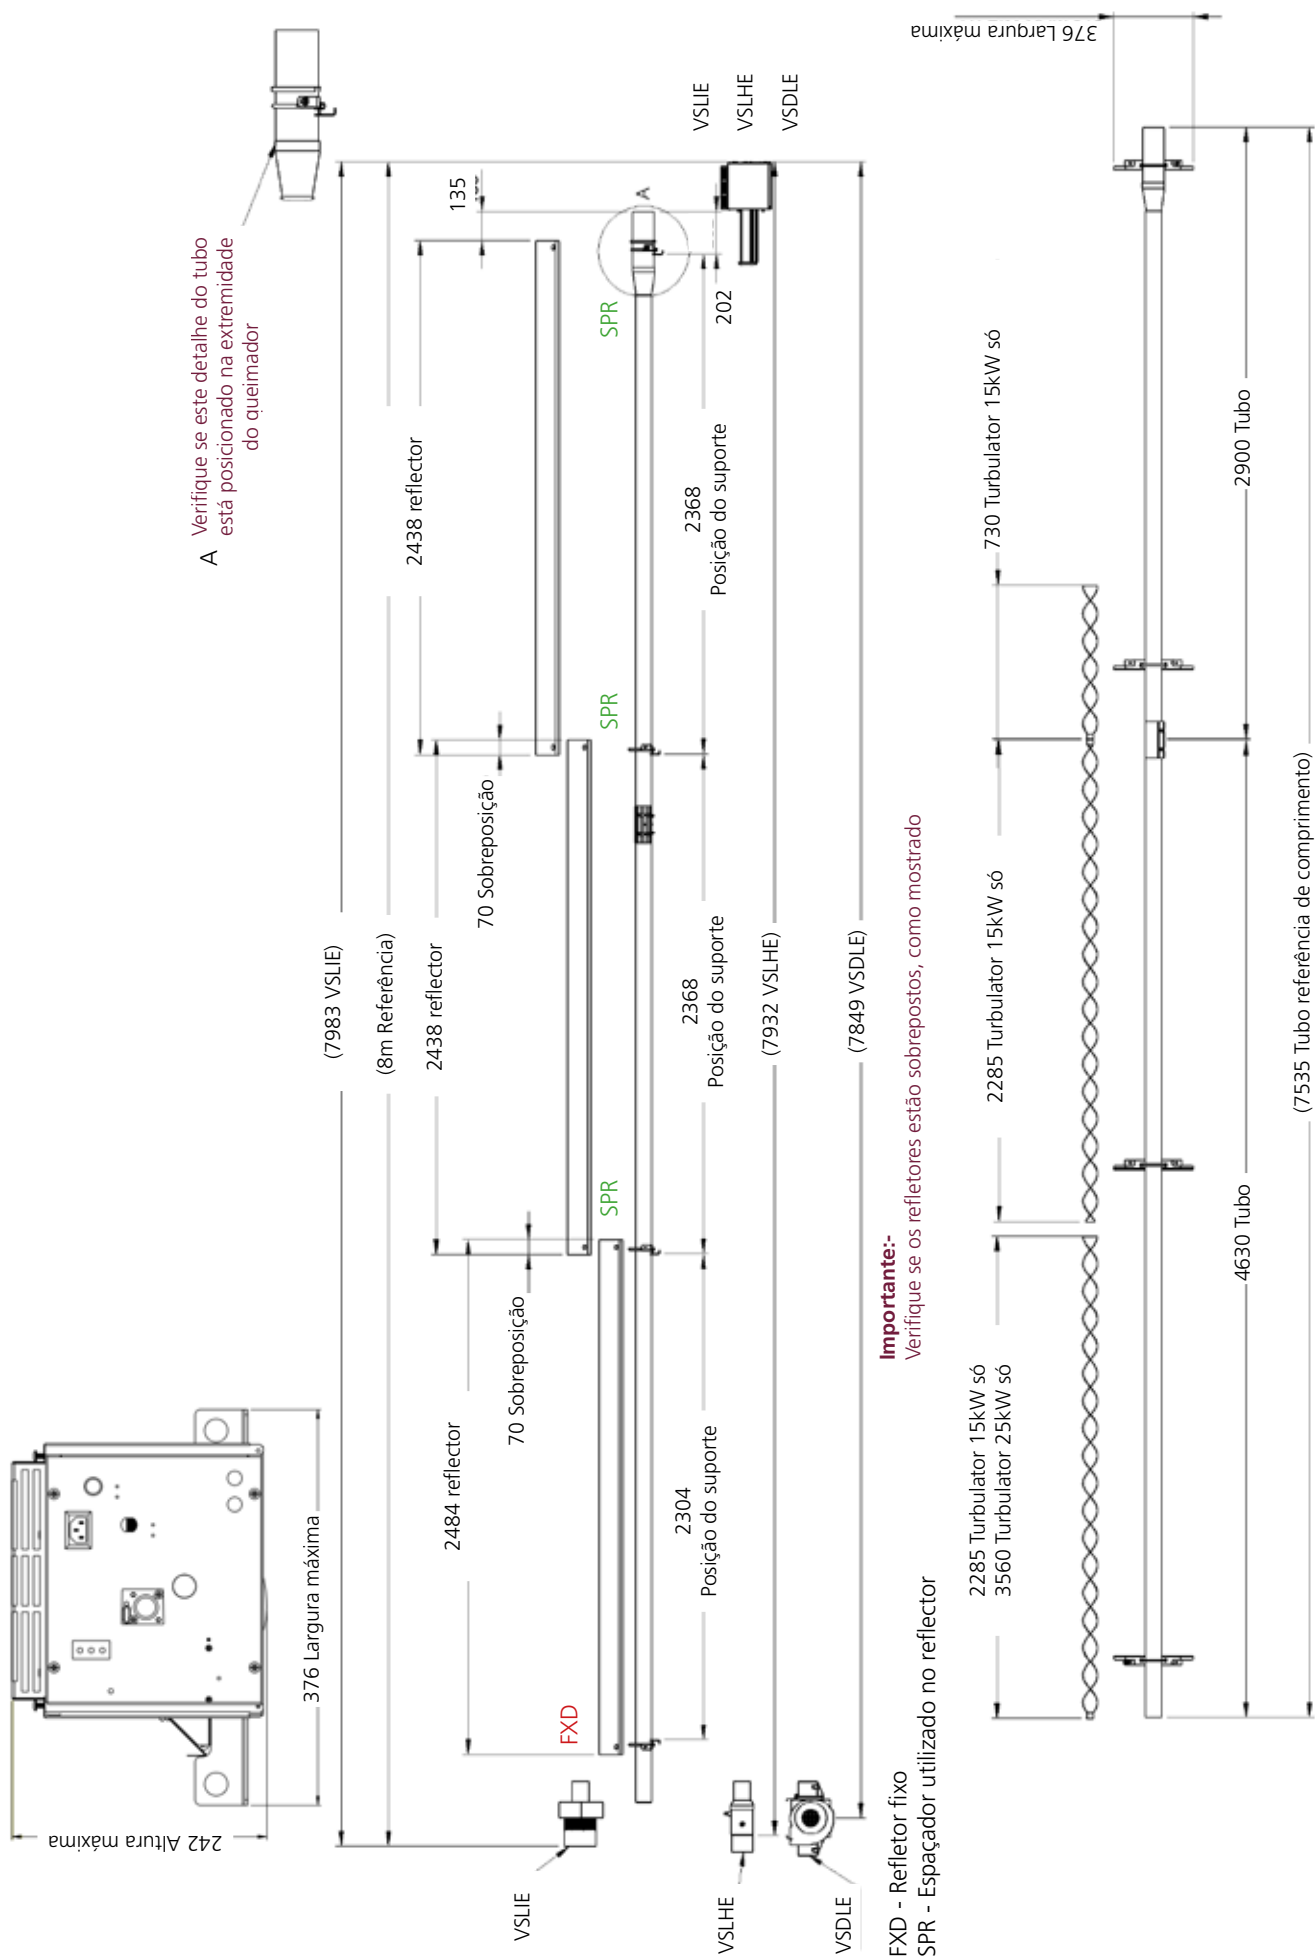 242 Altura máxima
376 Largura máxima
A
Verifique se este detalhe do tubo
está posicionado na extremidade
do queimador
(7983 VSLIE)
(8m Referência)
2484 reflector
2438 reflector
2438 reflector
135
70 Sobreposição
70 Sobreposição
FXD
SPR
SPR
SPR
A
2304
Posição do suporte
2368
Posição do suporte
2368
Posição do suporte
202
VSLIE
VSLHE
VSDLE
VSLIE
VSLHE
VSDLE
(7932 VSLHE)
(7849 VSDLE)
FXD - Refletor fixo
SPR - Espaçador utilizado no reflector
Importante:-
Verifique se os refletores estão sobrepostos, como mostrado
2285 Turbulator 15kW só
3560 Turbulator 25kW só
2285 Turbulator 15kW só
730 Turbulator 15kW só
376 Largura máxima
4630 Tubo
2900 Tubo
(7535 Tubo referência de comprimento)